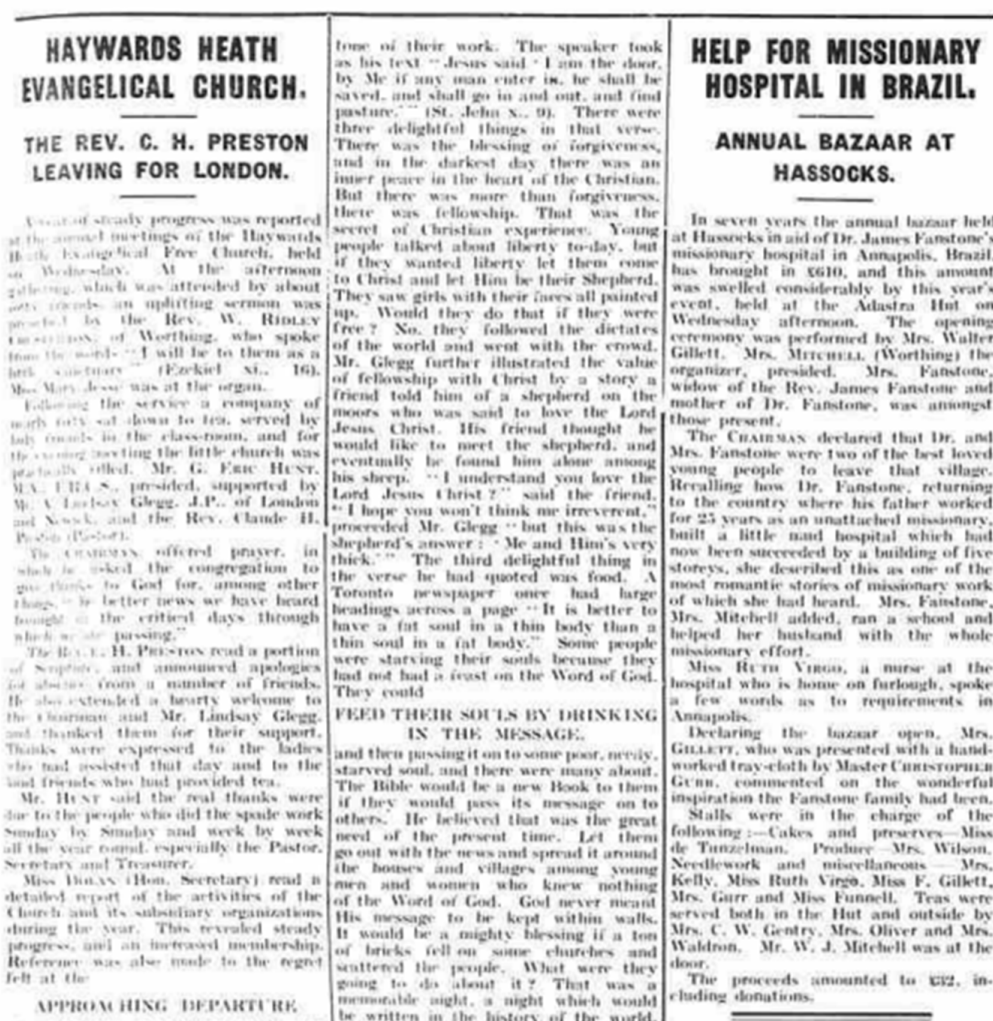 HAYWARDS HEATH
EVANGELICAL CHURCH.
THE REV. C. H. PRESTON
LEAVING FOR LONDON.
of steady progress was reported
at the annual meetings of the Haywards
Heath Evangelical Free Church, held
on Wednesday. At the afternoon
gathering, which was attended by about
friends, an uplifting sermon was
preached by the Rev. W. RIDLEY
of Worthing, who spoke
from the words "I will be to them as a
sanctuary" (Ezekiel xi., 16).
Miss Mary Jesse was at the organ.
Following the service a company of
nearly sat down to tea, served by
lady friends in the class-room, and for
the evening meeting the little church was
practically filled. Mr. G. ERIC HUNT,
M.A., presided, supported by
Mr. Lindsay Glegg, J.P., of London
and and the Rev. Claude H.
Preston (Pastor).
The CHAIRMAN offered prayer, in
which he asked the congregation to
give thanks to God for, among other
things, better news we have heard
in the critical days through
which we are passing."
The H. PRESTON read a portion
of Scripture, and announced apologies
for absence from a number of friends.
He also extended a hearty welcome to
the Chairman and Mr. Lindsay Glegg,
and thanked them for their support.
Thanks were expressed to the ladies
who had assisted that day and to the
kind friends who had provided tea.
Mr. HUNT said the real thanks were
due to the people who did the spade work
Sunday by Sunday and week by week
all the year round, especially the Pastor,
Secretary and Treasurer.
Miss (Hon. Secretary) read a
detailed report of the activities of the
Church and its subsidiary organizations
during the year. This revealed steady
progress, and an increased membership.
Reference was also made to the regret
felt at the
APPROACHING DEPARTURE
tone of their work. The speaker took
as his text "Jesus said 'I am the door,
by Me if any man enter in, he shall be
saved, and shall go in and out, and find
pasture.'" (St. John x., 9). There were
three delightful things in that verse.
There was the blessing of forgiveness,
and in the darkest day there was an
inner peace in the heart of the Christian.
But there was more than forgiveness,
there was fellowship. That was the
secret of Christian experience. Young
people talked about liberty to-day, but
if they wanted liberty let them come
to Christ and let Him be their Shepherd.
They saw girls with their faces all painted
up. Would they do that if they were
free? No, they followed the dictates
of the world and went with the crowd.
Mr. Glegg further illustrated the value
of fellowship with Christ by a story a
friend told him of a shepherd on the
moors who was said to love the Lord
Jesus Christ. His friend thought he
would like to meet the shepherd, and
eventually he found him alone among
his sheep. "I understand you love the
Lord Jesus Christ?" said the friend.
"I hope you won't think me irreverent,"
proceeded Mr. Glegg "but this was the
shepherd's answer: 'Me and Him's very
thick.'" The third delightful thing in
the verse he had quoted was food. A
Toronto newspaper once had large
headings across a page "It is better to
have a fat soul in a thin body than a
thin soul in a fat body." Some people
were starving their souls because they
had not had a feast on the Word of God.
They could
FEED THEIR SOULS BY DRINKING
IN THE MESSAGE,
and then passing it on to some poor, needy,
starved soul, and there were many about.
The Bible would be a new Book to them
if they would pass its message on to
others. He believed that was the great
need of the present time. Let them
go out with the news and spread it around
the houses and villages among young
men and women who knew nothing
of the Word of God. God never meant
His message to be kept within walls.
It would be a mighty blessing if a ton
of bricks fell on some churches and
scattered the people. What were they
going to do about it? That was a
memorable night, a night which would
be written in the history of the world.
HELP FOR MISSIONARY
HOSPITAL IN BRAZIL.
ANNUAL BAZAAR AT
HASSOCKS.
In seven years the annual bazaar held
at Hassocks in aid of Dr. James Fanstone's
missionary hospital in Annapolis, Brazil,
has brought in £610, and this amount
was swelled considerably by this year's
event, held at the Adastra Hut on
Wednesday afternoon. The opening
ceremony was performed by Mrs. Walter
Gillett. Mrs. MITCHELL (Worthing) the
organizer, presided. Mrs. Fanstone,
widow of the Rev. James Fanstone and
mother of Dr. Fanstone, was amongst
those present.
The CHAIRMAN declared that Dr. and
Mrs. Fanstone were two of the best loved
young people to leave that village.
Recalling how Dr. Fanstone, returning
to the country where his father worked
for 25 years as an unattached missionary,
built a little mud hospital which had
now been succeeded by a building of five
storeys, she described this as one of the
most romantic stories of missionary work
of which she had heard. Mrs. Fanstone,
Mrs. Mitchell added, ran a school and
helped her husband with the whole
missionary effort.
Miss RUTH VIRGO, a nurse at the
hospital who is home on furlough, spoke
a few words as to requirements in
Annapolis.
Declaring the bazaar open, Mrs.
GILLETT, who was presented with a hand-
worked tray-cloth by Master CHRISTOPHER
GURR, commented on the wonderful
inspiration the Fanstone family had been.
Stalls were in the charge of the
following:—Cakes and preserves—Miss
de Tunzelman. Produce—Mrs. Wilson.
Needlework and miscellaneous—Mrs.
Kelly, Miss Ruth Virgo, Miss F. Gillett,
Mrs. Gurr and Miss Funnell. Teas were
served both in the Hut and outside by
Mrs. C. W. Gentry, Mrs. Oliver and Mrs.
Waldron. Mr. W. J. Mitchell was at the
door.
The proceeds amounted to £32, in-
cluding donations.